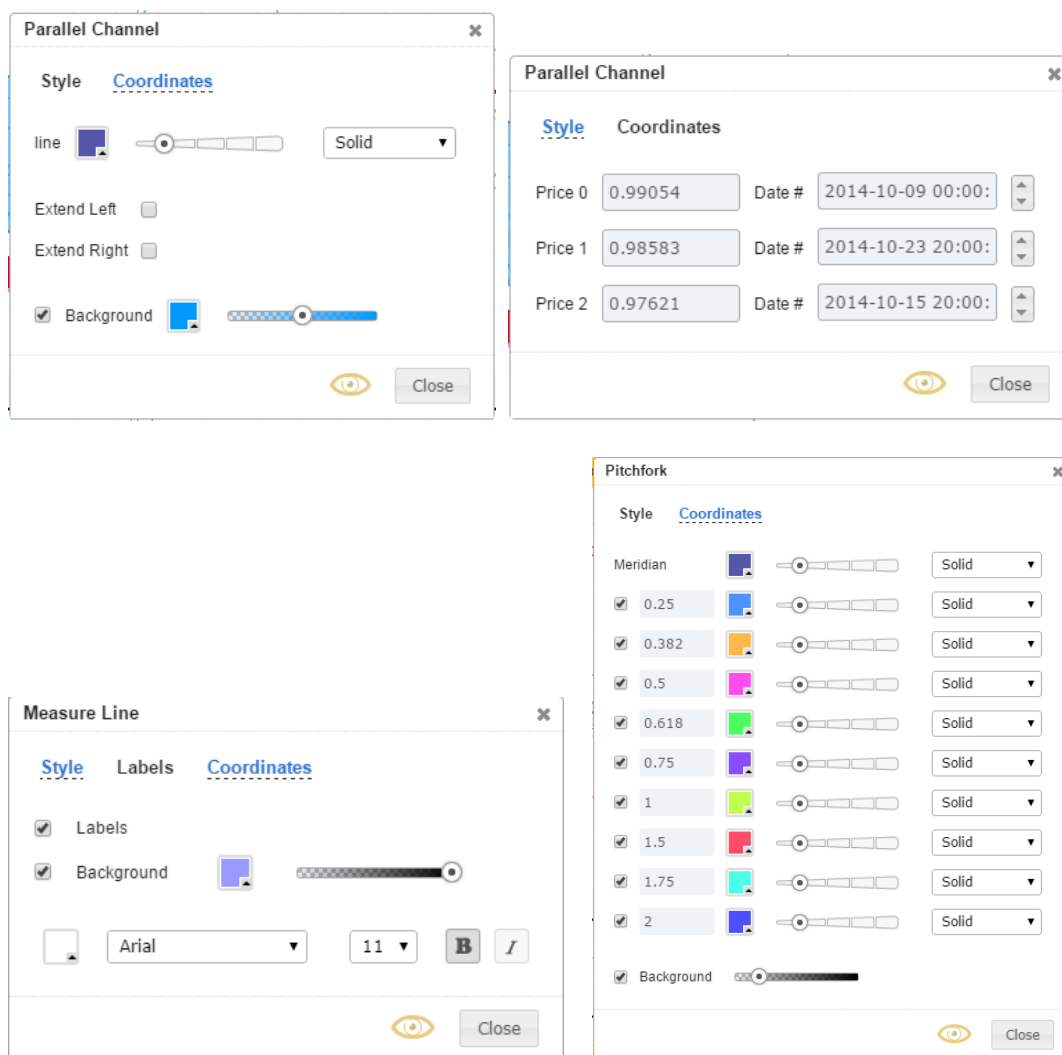 Parallel Channel
Style Coordinates
line Solid
Extend Left
Extend Right
Background
Close
Parallel Channel
Style Coordinates
Price 0 0.99054 Date # 2014-10-09 00:00:
Price 1 0.98583 Date # 2014-10-23 20:00:
Price 2 0.97621 Date # 2014-10-15 20:00:
Close
Measure Line
Style Labels Coordinates
Labels
Background
Arial 11 B I
Close
Pitchfork
Style Coordinates
Meridian Solid
0.25 Solid
0.382 Solid
0.5 Solid
0.618 Solid
0.75 Solid
1 Solid
1.5 Solid
1.75 Solid
2 Solid
Background
Close